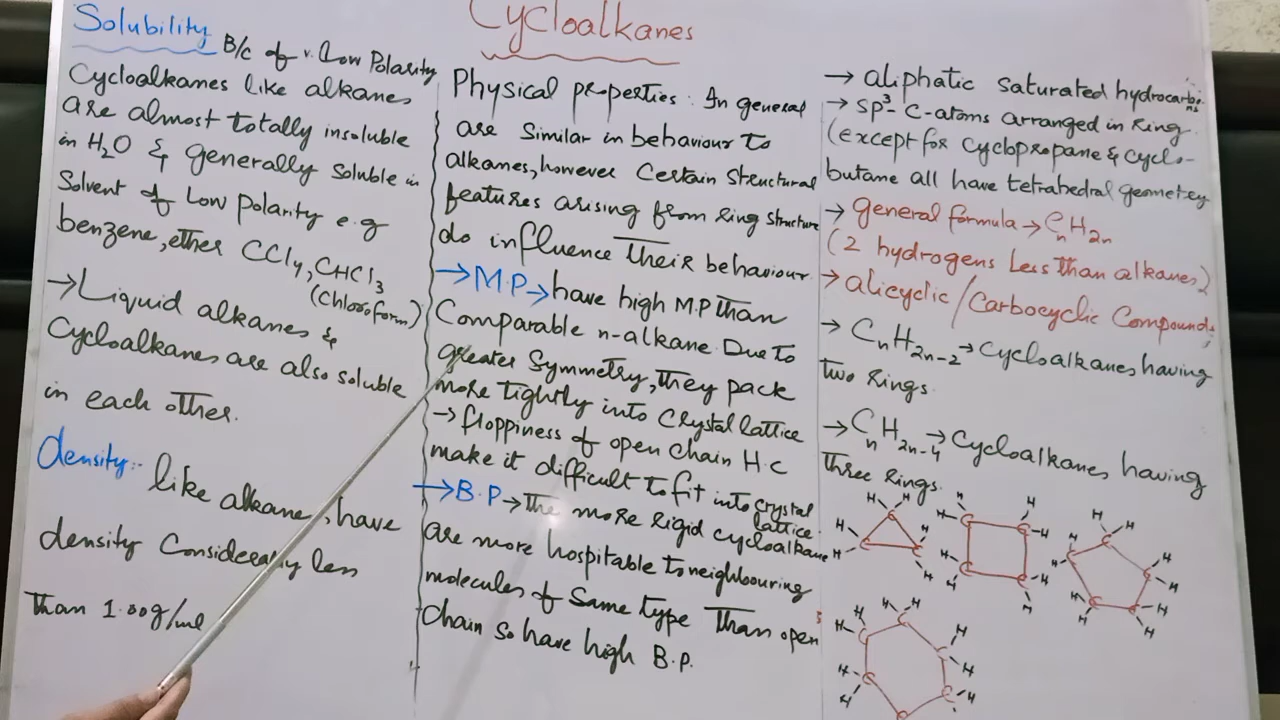 Cycloalkanes
Solubility
B/c of v. Low Polarity
Cycloalkanes like alkanes
are almost totally insoluble
in H2O & generally soluble in
Solvent of Low Polarity e.g
benzene, ether CCl4, CHCl3
(Chloroform)
→ Liquid alkanes &
Cycloalkanes are also soluble
in each other.
density:- like alkane, have
density Considerably less
than 1.00g/ml
Physical properties: In general
are similar in behaviour to
alkanes, however Certain structural
features arising from ring structure
do influence their behaviour
→ M.P → have high M.P than
Comparable n-alkane. Due to
greater Symmetry, they pack
more tightly into Crystal lattice
→ floppiness of open chain H.C
make it difficult to fit into crystal
lattice
→ B.P → The more rigid cycloalkane
are more hospitable to neighbouring
molecules of Same type than open
chain so have high B.P.
→ aliphatic saturated hydrocarbons
→ sp3- C-atoms arranged in ring
(except for cyclopropane & cyclo-
butane all have tetrahedral geometry
→ general formula → CnH2n
(2 hydrogens less than alkanes)
→ alicyclic / Carbocyclic Compounds
→ CnH2n-2 → Cycloalkanes having
two rings.
→ CnH2n-4 → Cycloalkanes having
three rings.
H H
C
H H
C C
H H
H H
H C C H
H C C H
H H
H H
C
H C C H
H H
H C C H
H H
H H
C
H C C H
H H
H C C H
H
C